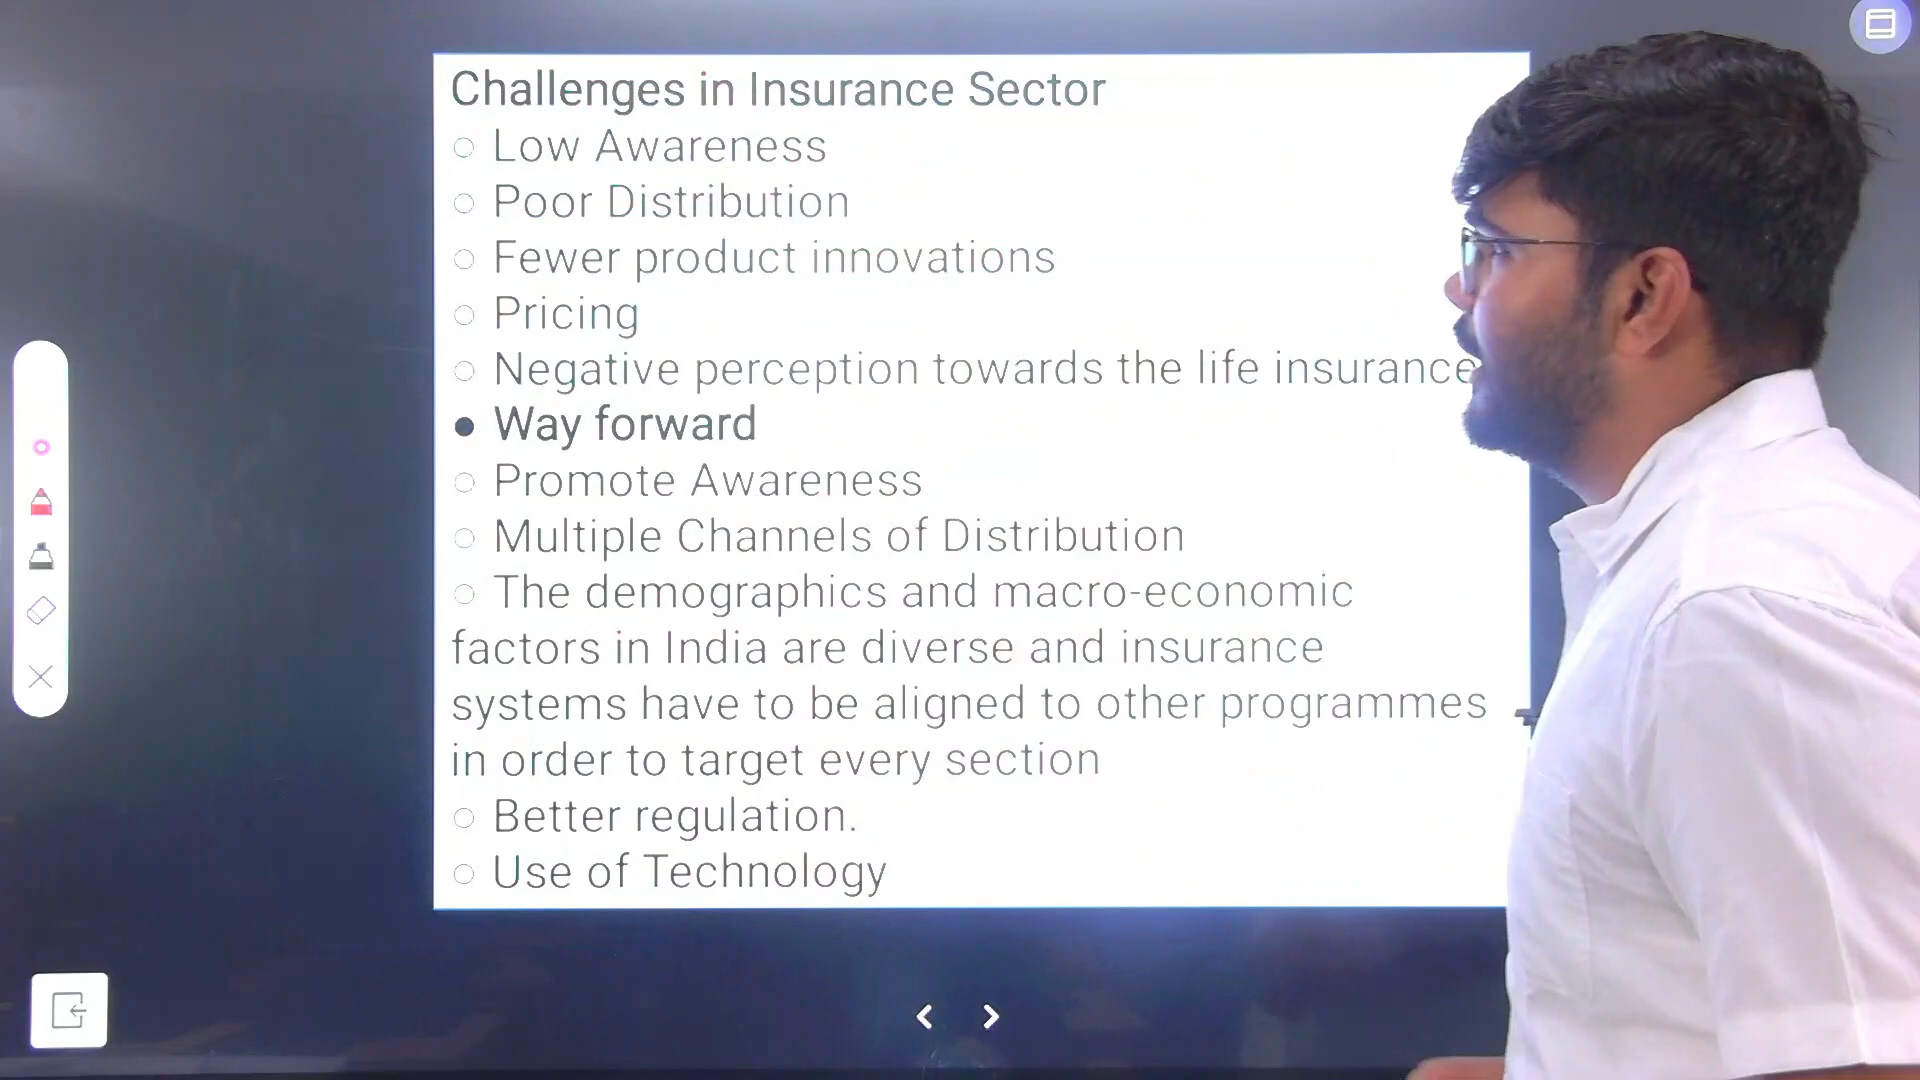 Challenges in Insurance Sector
○ Low Awareness
○ Poor Distribution
○ Fewer product innovations
○ Pricing
○ Negative perception towards the life insurance
● Way forward
○ Promote Awareness
○ Multiple Channels of Distribution
○ The demographics and macro-economic
factors in India are diverse and insurance
systems have to be aligned to other programmes
in order to target every section
○ Better regulation.
○ Use of Technology